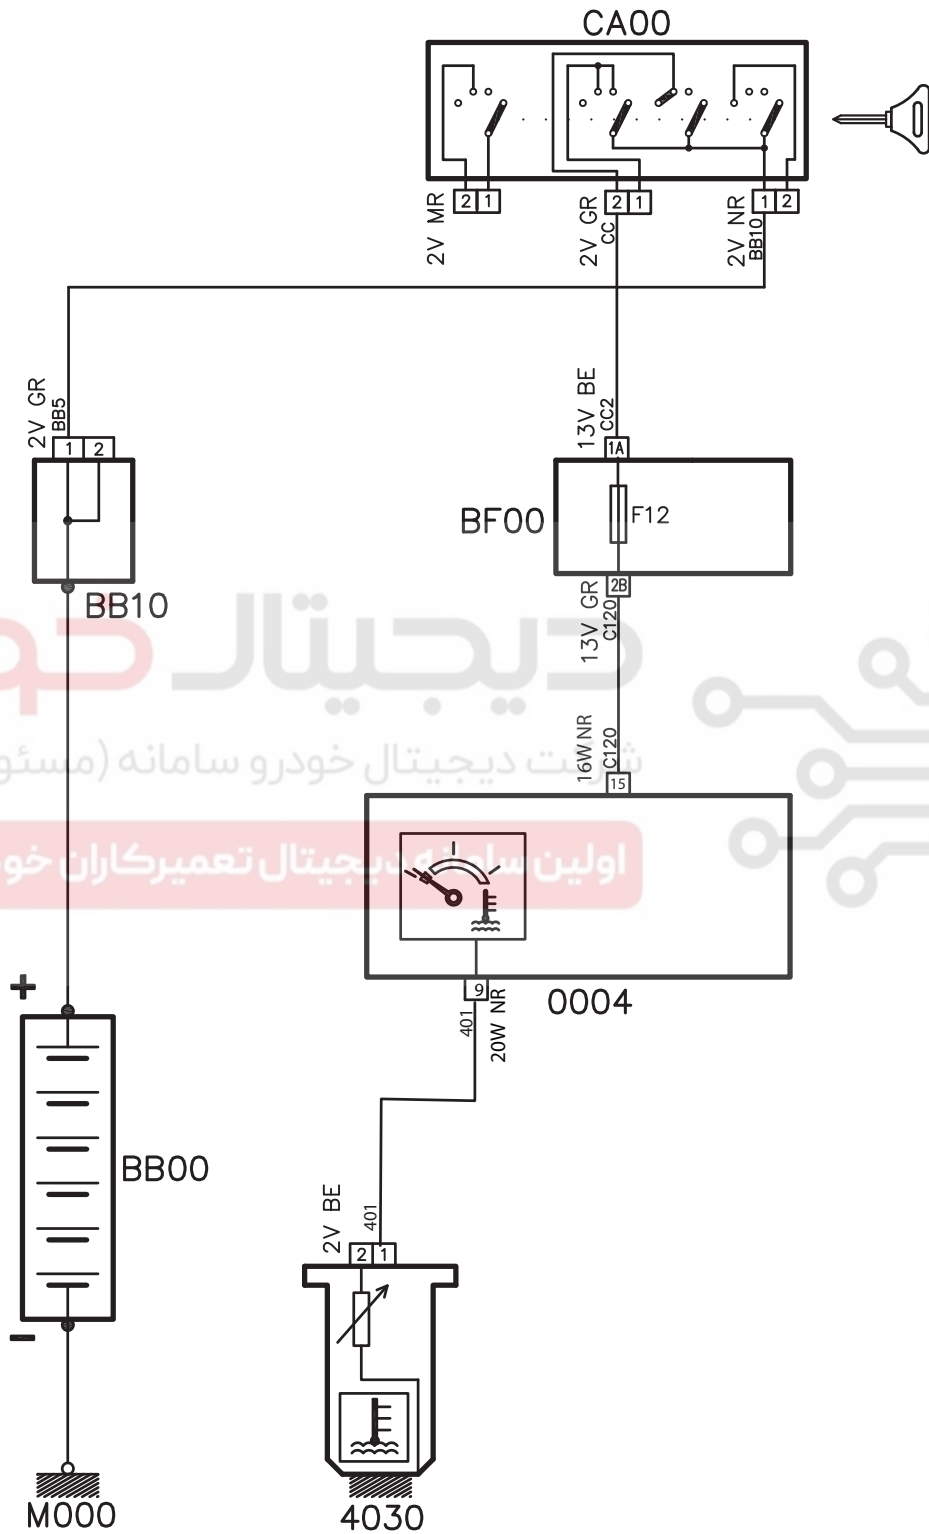 CA00
2 1
2 1
1 2
2V MR
2V GR
CC
2V NR
BB10
2V GR
BB5
1 2
13V BE
CC2
1A
BF00
F12
2B
BB10
13V GR
C120
دیجیتال خو
16W NR
C120
شرکت دیجیتال خودرو سامانه (مسئو
15
اولین سامانه دیجیتال تعمیرکاران خو
+
9
0004
401
20W NR
BB00
2V BE
401
2 1
-
M000
4030